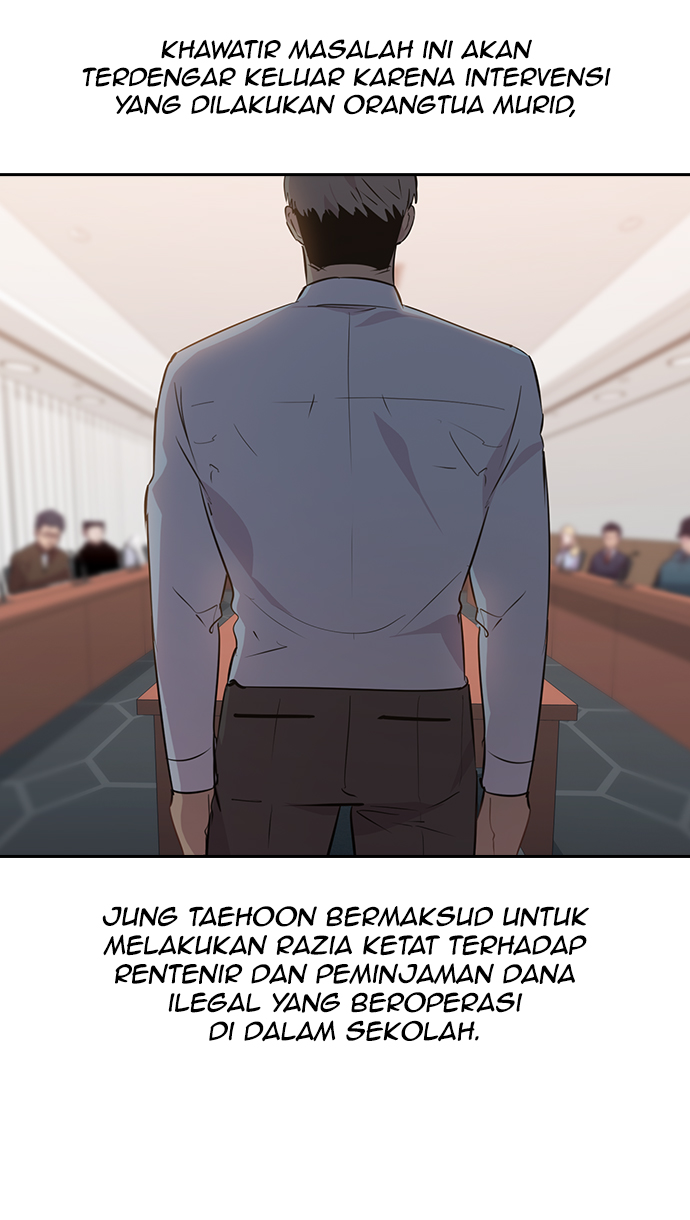 KHAWATIR MASALAH INI AKAN
TERDENGAR KELUAR KARENA INTERVENSI
YANG DILAKUKAN ORANGTUA MURID,
JUNG TAEHOON BERMAKSUD UNTUK
MELAKUKAN RAZIA KETAT TERHADAP
RENTENIR DAN PEMINJAMAN DANA
ILEGAL YANG BEROPERASI
DI DALAM SEKOLAH.